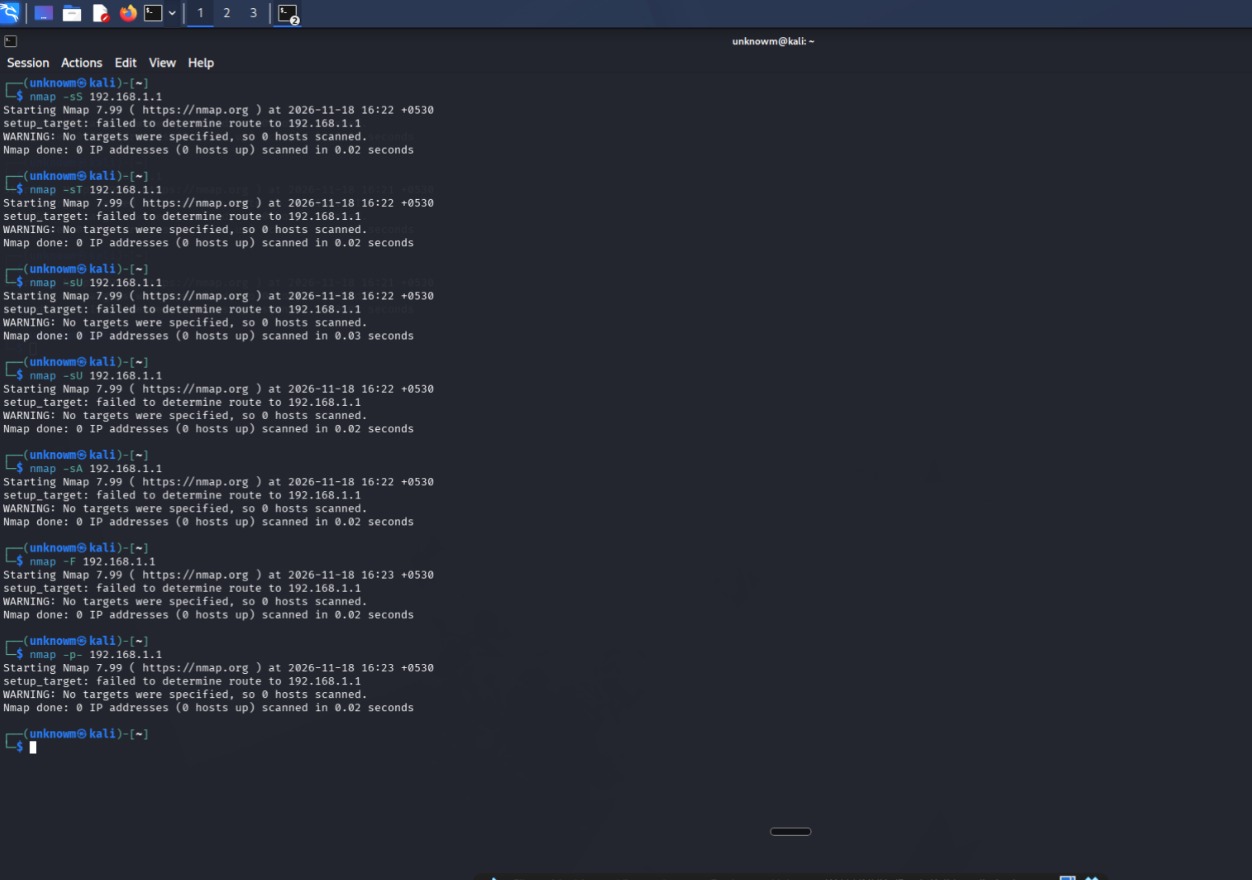 1 2 3
2
unknowm@kali: ~
Session Actions Edit View Help
┌──(unknowm㉿kali)-[~]
└─$ nmap -sS 192.168.1.1
Starting Nmap 7.99 ( https://nmap.org ) at 2026-11-18 16:22 +0530
setup_target: failed to determine route to 192.168.1.1
WARNING: No targets were specified, so 0 hosts scanned.
Nmap done: 0 IP addresses (0 hosts up) scanned in 0.02 seconds
┌──(unknowm㉿kali)-[~]
└─$ nmap -sT 192.168.1.1
Starting Nmap 7.99 ( https://nmap.org ) at 2026-11-18 16:22 +0530
setup_target: failed to determine route to 192.168.1.1
WARNING: No targets were specified, so 0 hosts scanned.
Nmap done: 0 IP addresses (0 hosts up) scanned in 0.02 seconds
┌──(unknowm㉿kali)-[~]
└─$ nmap -sU 192.168.1.1
Starting Nmap 7.99 ( https://nmap.org ) at 2026-11-18 16:22 +0530
setup_target: failed to determine route to 192.168.1.1
WARNING: No targets were specified, so 0 hosts scanned.
Nmap done: 0 IP addresses (0 hosts up) scanned in 0.03 seconds
┌──(unknowm㉿kali)-[~]
└─$ nmap -sU 192.168.1.1
Starting Nmap 7.99 ( https://nmap.org ) at 2026-11-18 16:22 +0530
setup_target: failed to determine route to 192.168.1.1
WARNING: No targets were specified, so 0 hosts scanned.
Nmap done: 0 IP addresses (0 hosts up) scanned in 0.02 seconds
┌──(unknowm㉿kali)-[~]
└─$ nmap -sA 192.168.1.1
Starting Nmap 7.99 ( https://nmap.org ) at 2026-11-18 16:22 +0530
setup_target: failed to determine route to 192.168.1.1
WARNING: No targets were specified, so 0 hosts scanned.
Nmap done: 0 IP addresses (0 hosts up) scanned in 0.02 seconds
┌──(unknowm㉿kali)-[~]
└─$ nmap -F 192.168.1.1
Starting Nmap 7.99 ( https://nmap.org ) at 2026-11-18 16:23 +0530
setup_target: failed to determine route to 192.168.1.1
WARNING: No targets were specified, so 0 hosts scanned.
Nmap done: 0 IP addresses (0 hosts up) scanned in 0.02 seconds
┌──(unknowm㉿kali)-[~]
└─$ nmap -p- 192.168.1.1
Starting Nmap 7.99 ( https://nmap.org ) at 2026-11-18 16:23 +0530
setup_target: failed to determine route to 192.168.1.1
WARNING: No targets were specified, so 0 hosts scanned.
Nmap done: 0 IP addresses (0 hosts up) scanned in 0.02 seconds
┌──(unknowm㉿kali)-[~]
└─$